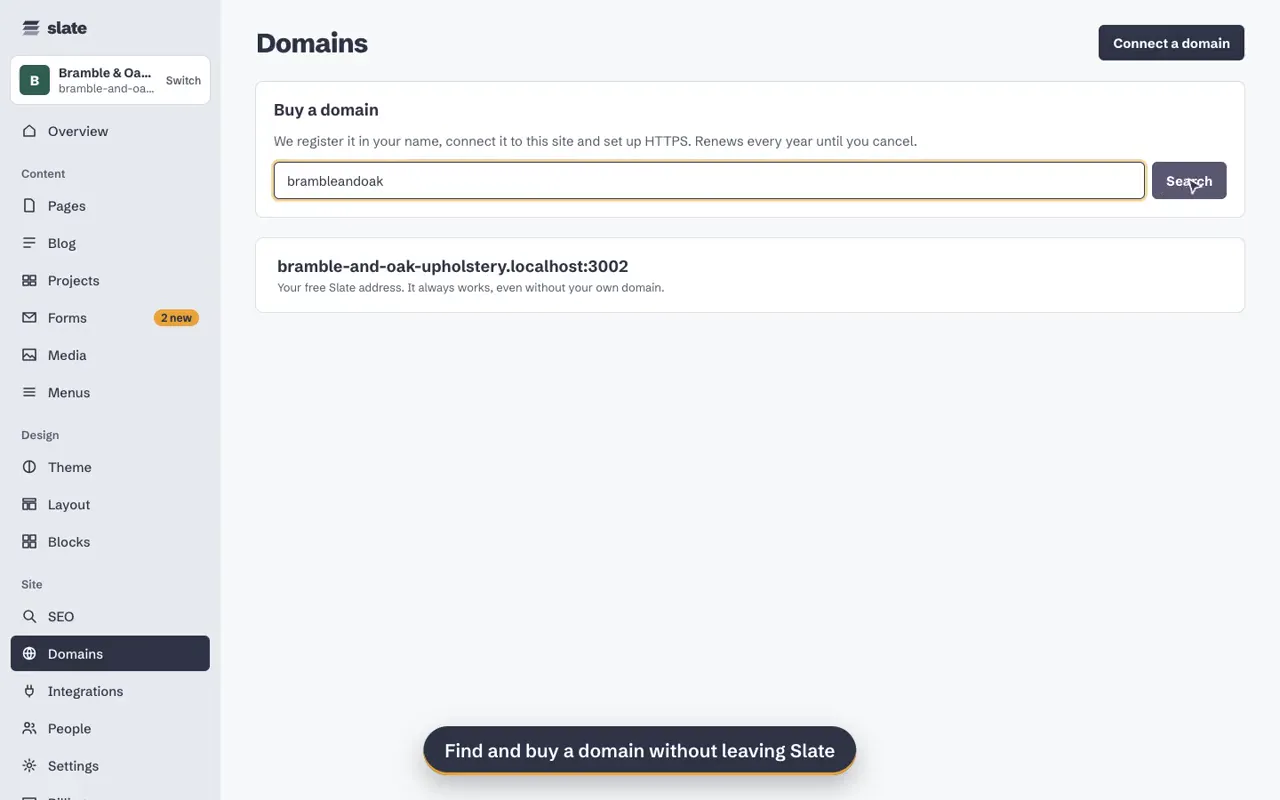 slate
B
Bramble & Oa...
bramble-and-oa...
Switch
Overview
Content
Pages
Blog
Projects
Forms
2 new
Media
Menus
Design
Theme
Layout
Blocks
Site
SEO
Domains
Integrations
People
Settings
Domains
Connect a domain
Buy a domain
We register it in your name, connect it to this site and set up HTTPS. Renews every year until you cancel.
brambleandoak
Search
bramble-and-oak-upholstery.localhost:3002
Your free Slate address. It always works, even without your own domain.
Find and buy a domain without leaving Slate